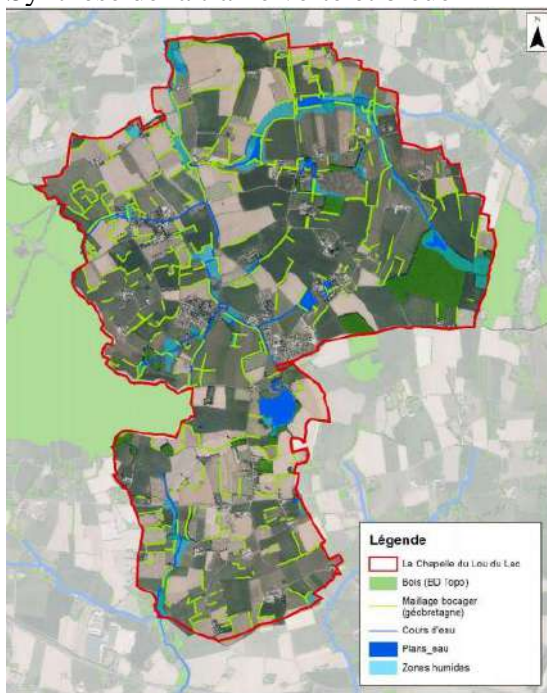 N
Légende
La Chapelle du Lou du Lac
Bois (BD Topo)
Maillage bocager
(géobretagne)
Cours d'eau
Plans_eau
Zones humides